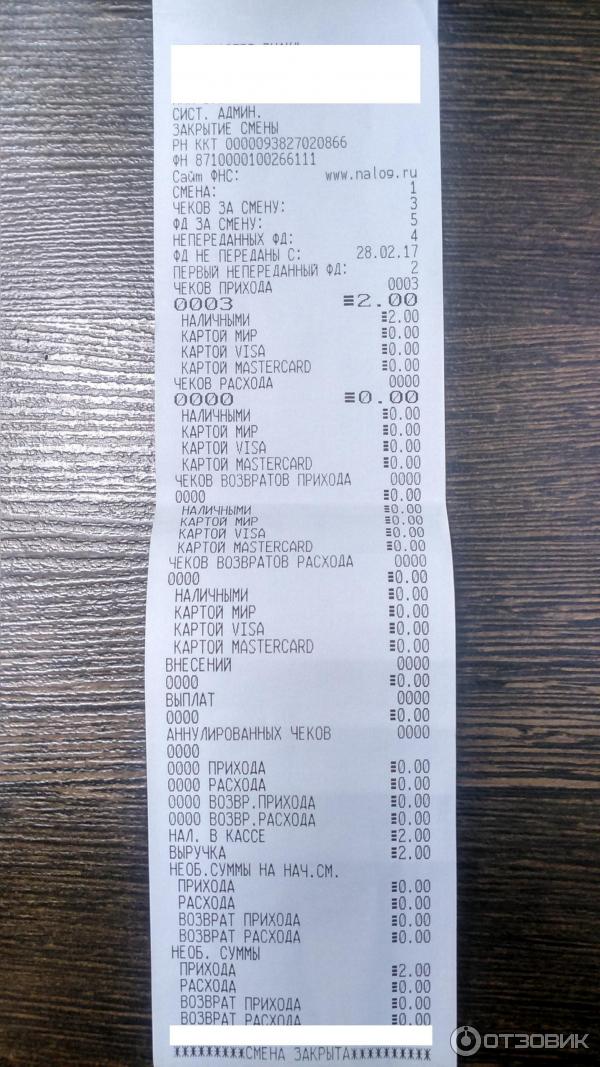 СИСТ. АДМИН.
ЗАКРЫТИЕ СМЕНЫ
РН ККТ 0000093827020866
ФН 8710000100266111
Сайт ФНС: www.nalog.ru
СМЕНА: 1
ЧЕКОВ ЗА СМЕНУ: 3
ФД ЗА СМЕНУ: 5
НЕПЕРЕДАННЫХ ФД: 4
ФД НЕ ПЕРЕДАНЫ С: 28.02.17
ПЕРВЫЙ НЕПЕРЕДАННЫЙ ФД: 2
ЧЕКОВ ПРИХОДА 0003
0003 ≡2.00
НАЛИЧНЫМИ ≡2.00
КАРТОЙ МИР ≡0.00
КАРТОЙ VISA ≡0.00
КАРТОЙ MASTERCARD ≡0.00
ЧЕКОВ РАСХОДА 0000
0000 ≡0.00
НАЛИЧНЫМИ ≡0.00
КАРТОЙ МИР ≡0.00
КАРТОЙ VISA ≡0.00
КАРТОЙ MASTERCARD ≡0.00
ЧЕКОВ ВОЗВРАТОВ ПРИХОДА 0000
0000 ≡0.00
НАЛИЧНЫМИ ≡0.00
КАРТОЙ МИР ≡0.00
КАРТОЙ VISA ≡0.00
КАРТОЙ MASTERCARD ≡0.00
ЧЕКОВ ВОЗВРАТОВ РАСХОДА 0000
0000 ≡0.00
НАЛИЧНЫМИ ≡0.00
КАРТОЙ МИР ≡0.00
КАРТОЙ VISA ≡0.00
КАРТОЙ MASTERCARD ≡0.00
ВНЕСЕНИЙ 0000
0000 ≡0.00
ВЫПЛАТ 0000
0000 ≡0.00
АННУЛИРОВАННЫХ ЧЕКОВ 0000
0000
0000 ПРИХОДА ≡0.00
0000 РАСХОДА ≡0.00
0000 ВОЗВР.ПРИХОДА ≡0.00
0000 ВОЗВР.РАСХОДА ≡0.00
НАЛ. В КАССЕ ≡2.00
ВЫРУЧКА ≡2.00
НЕОБ.СУММЫ НА НАЧ.СМ.
ПРИХОДА ≡0.00
РАСХОДА ≡0.00
ВОЗВРАТ ПРИХОДА ≡0.00
ВОЗВРАТ РАСХОДА ≡0.00
НЕОБ. СУММЫ
ПРИХОДА ≡2.00
РАСХОДА ≡0.00
ВОЗВРАТ ПРИХОДА ≡0.00
ВОЗВРАТ РАСХОДА ≡0.00
*********СМЕНА ЗАКРЫТА**********
ОТЗОВИК